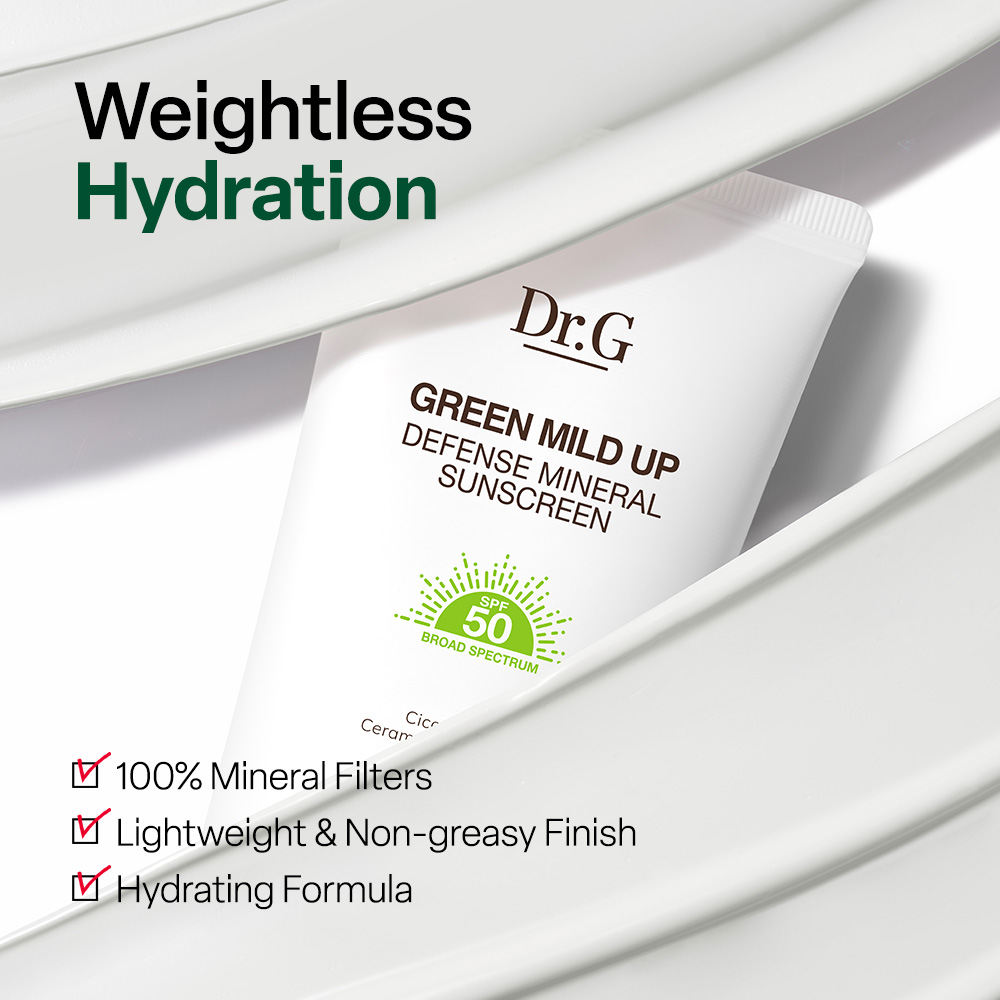 Weightless
Hydration
Dr.G
GREEN MILD UP
DEFENSE MINERAL
SUNSCREEN
SPF
50
BROAD SPECTRUM
100% Mineral Filters
Lightweight & Non-greasy Finish
Hydrating Formula